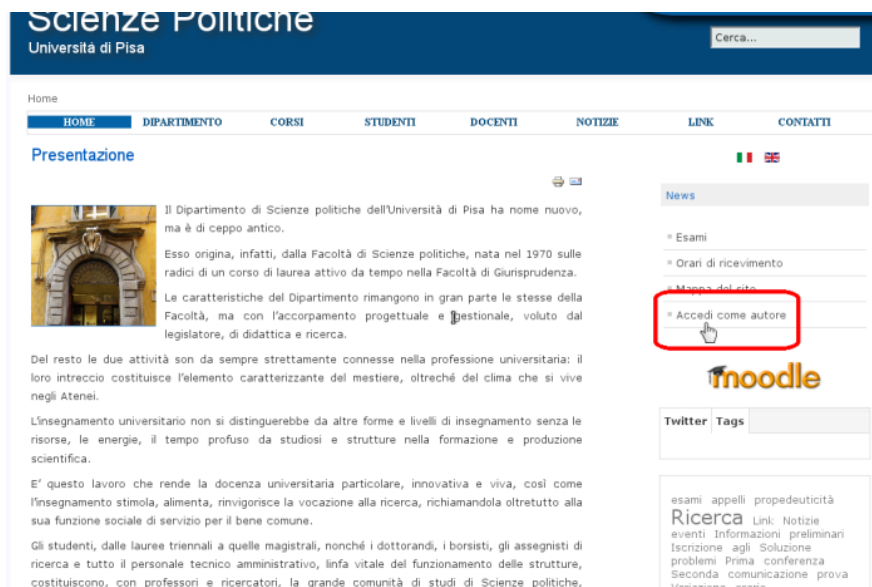 Scienze Politiche
Università di Pisa
Cerca...
Home
HOME DIPARTIMENTO CORSI STUDENTI DOCENTI NOTIZIE LINK CONTATTI
Presentazione
Il Dipartimento di Scienze politiche dell'Università di Pisa ha nome nuovo,
ma è di ceppo antico.
Esso origina, infatti, dalla Facoltà di Scienze politiche, nata nel 1970 sulle
radici di un corso di laurea attivo da tempo nella Facoltà di Giurisprudenza.
Le caratteristiche del Dipartimento rimangono in gran parte le stesse della
Facoltà, ma con l'accorpamento progettuale e gestionale, voluto dal
legislatore, di didattica e ricerca.
Del resto le due attività son da sempre strettamente connesse nella professione universitaria: il
loro intreccio costituisce l'elemento caratterizzante del mestiere, oltreché del clima che si vive
negli Atenei.
L'insegnamento universitario non si distinguerebbe da altre forme e livelli di insegnamento senza le
risorse, le energie, il tempo profuso da studiosi e strutture nella formazione e produzione
scientifica.
E' questo lavoro che rende la docenza universitaria particolare, innovativa e viva, così come
l'insegnamento stimola, alimenta, rinvigorisce la vocazione alla ricerca, richiamandola oltretutto alla
sua funzione sociale di servizio per il bene comune.
Gli studenti, dalle lauree triennali a quelle magistrali, nonché i dottorandi, i borsisti, gli assegnisti di
ricerca e tutto il personale tecnico amministrativo, linfa vitale del funzionamento delle strutture,
costituiscono, con professori e ricercatori, la grande comunità di studi di Scienze politiche,
News
Esami
Orari di ricevimento
Mappa del sito
Accedi come autore
moodle
Twitter Tags
esami appelli propedeuticità
Ricerca Link Notizie
eventi Informazioni preliminari
Iscrizione agli Soluzione
problemi Prima conferenza
Seconda comunicazione prova